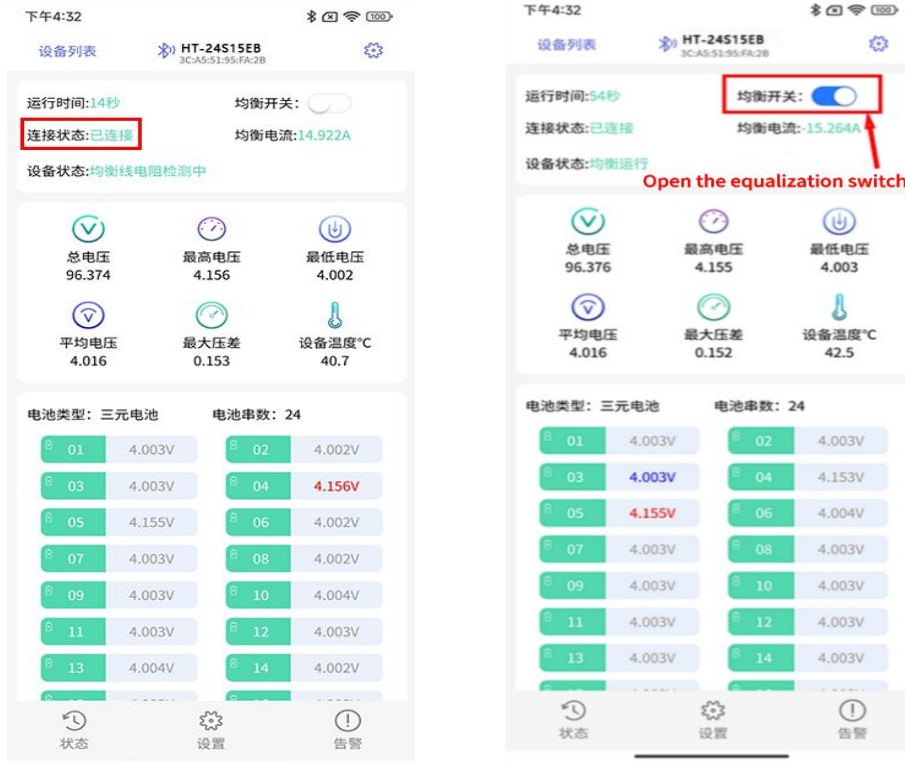 下午4:32
100
设备列表
HT-24S15EB
3C:A5:51:95:FA:2B
运行时间:14秒
均衡开关:
连接状态:已连接
均衡电流:14.922A
设备状态:均衡线电阻检测中
总电压
最高电压
最低电压
96.374
4.156
4.002
平均电压
最大压差
设备温度°C
4.016
0.153
40.7
电池类型: 三元电池
电池串数: 24
01 4.003V
02 4.002V
03 4.003V
04 4.156V
05 4.155V
06 4.002V
07 4.003V
08 4.002V
09 4.003V
10 4.004V
11 4.003V
12 4.003V
13 4.004V
14 4.002V
状态
设置
告警
下午4:32
100
设备列表
HT-24S15EB
3C:A5:51:95:FA:2B
运行时间:54秒
均衡开关:
连接状态:已连接
均衡电流:-15.264A
设备状态:均衡运行
Open the equalization switch
总电压
最高电压
最低电压
96.376
4.155
4.003
平均电压
最大压差
设备温度°C
4.016
0.152
42.5
电池类型: 三元电池
电池串数: 24
01 4.003V
02 4.003V
03 4.003V
04 4.153V
05 4.155V
06 4.004V
07 4.003V
08 4.003V
09 4.003V
10 4.003V
11 4.003V
12 4.003V
13 4.003V
14 4.003V
状态
设置
告警